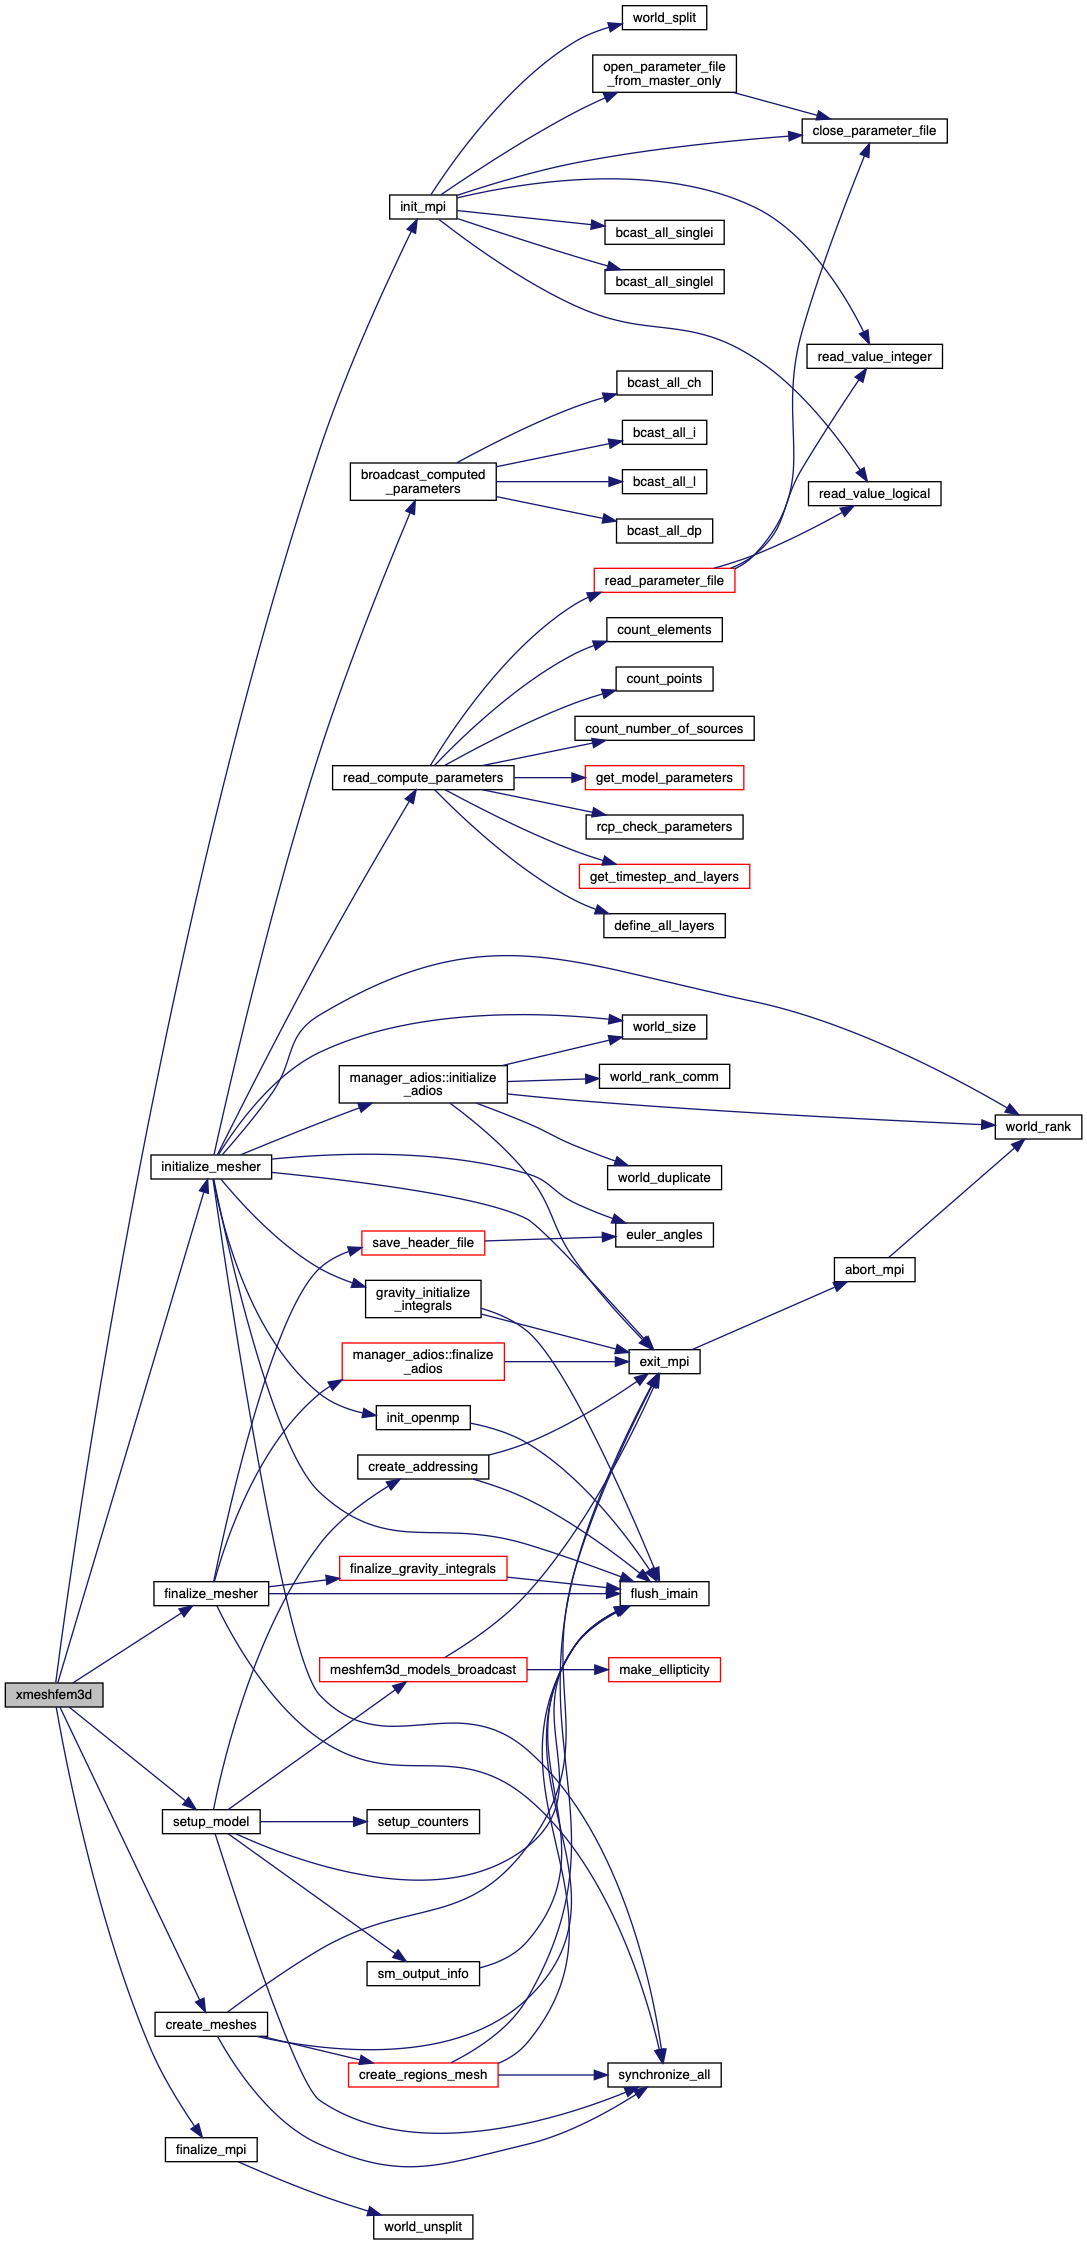 world_split
open_parameter_file
_from_master_only
close_parameter_file
init_mpi
bcast_all_singlei
bcast_all_singlel
read_value_integer
bcast_all_ch
bcast_all_i
broadcast_computed
_parameters
bcast_all_l
read_value_logical
bcast_all_dp
read_parameter_file
count_elements
count_points
count_number_of_sources
read_compute_parameters
get_model_parameters
rcp_check_parameters
get_timestep_and_layers
define_all_layers
world_size
manager_adios::initialize
_adios
world_rank_comm
world_rank
initialize_mesher
world_duplicate
euler_angles
save_header_file
abort_mpi
gravity_initialize
_integrals
manager_adios::finalize
_adios
exit_mpi
init_openmp
create_addressing
finalize_gravity_integrals
finalize_mesher
flush_imain
meshfem3d_models_broadcast
make_ellipticity
xmeshfem3d
setup_model
setup_counters
sm_output_info
create_meshes
create_regions_mesh
synchronize_all
finalize_mpi
world_unsplit